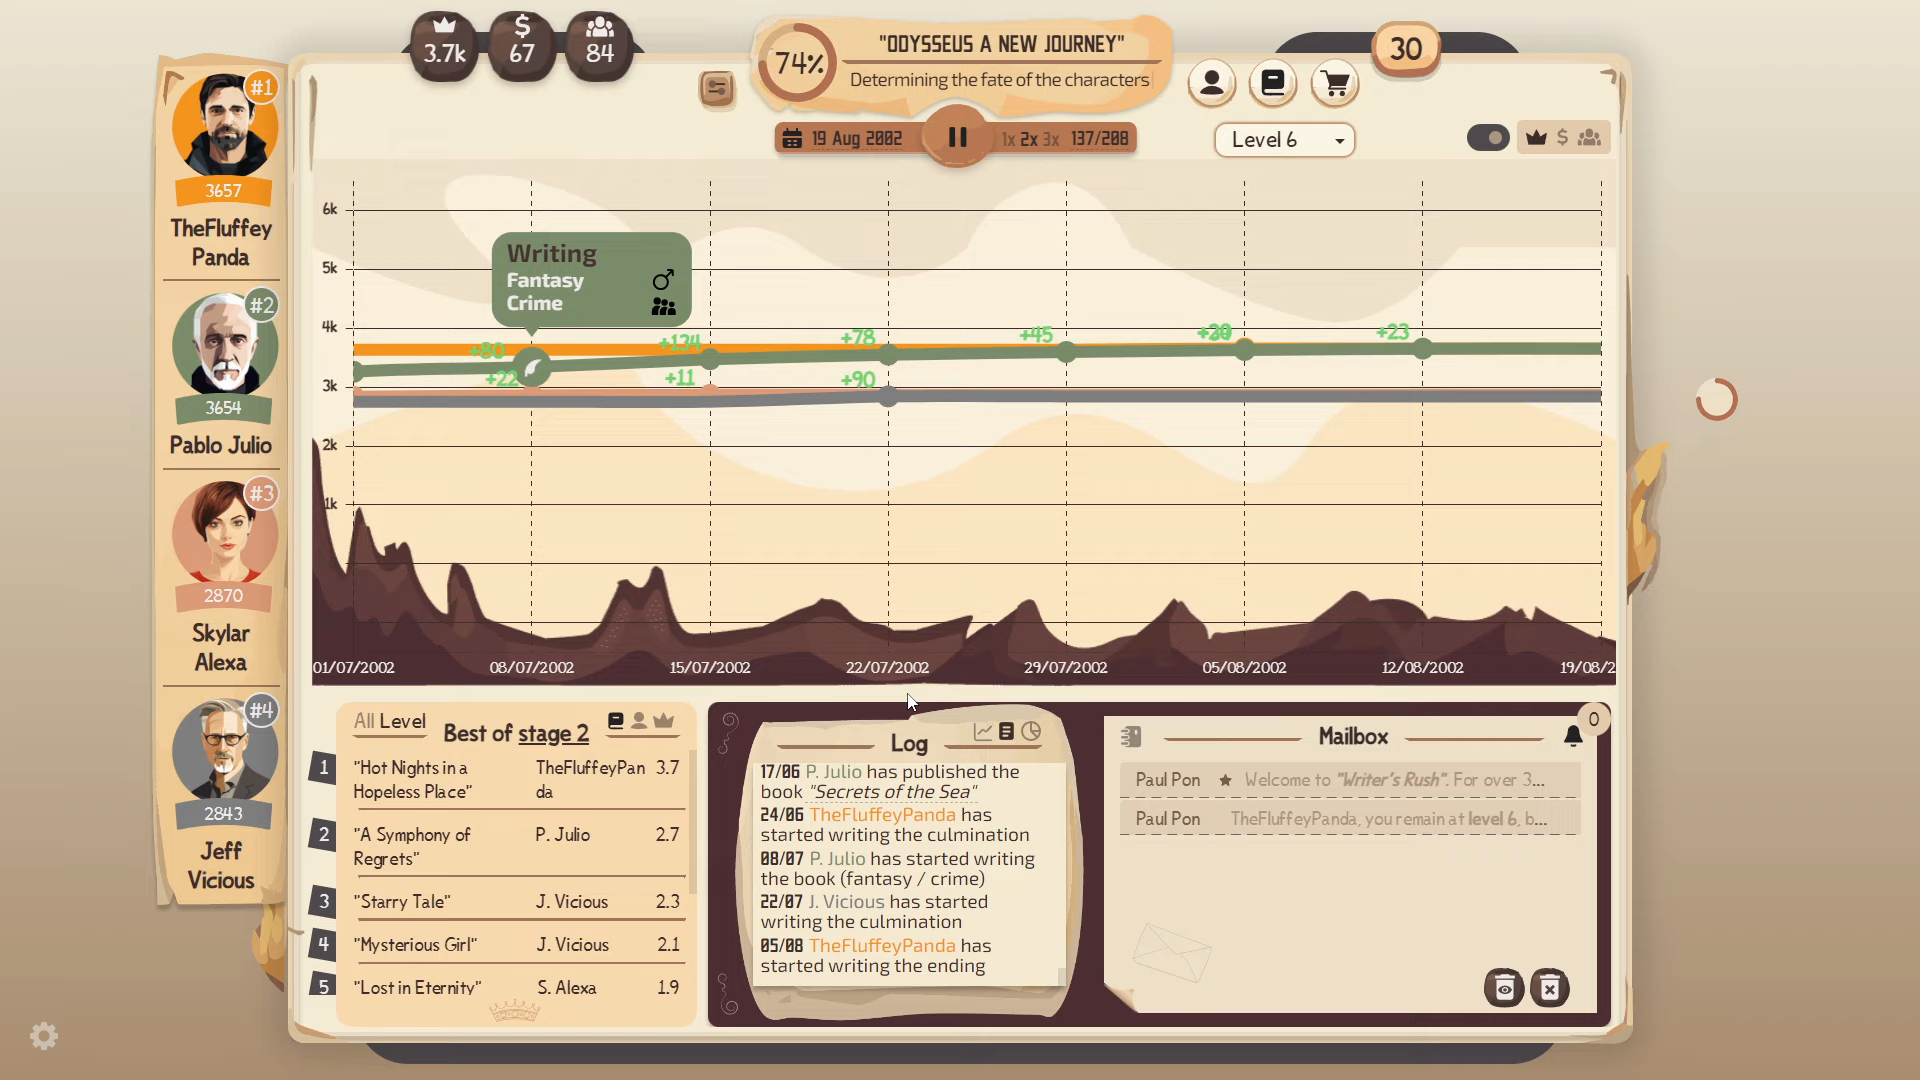 3.7k
$
67
84
74%
"ODYSSEUS A NEW JOURNEY"
Determining the fate of the characters
30
19 Aug 2002
1x 2x 3x 137/208
Level 6
$
#1
3657
TheFluffey
Panda
#2
3654
Pablo Julio
#3
2870
Skylar
Alexa
#4
2843
Jeff
Vicious
6k
5k
4k
3k
2k
1k
Writing
Fantasy
Crime
+80
+22
+134
+11
+78
+90
+45
+23
01/07/2002
08/07/2002
15/07/2002
22/07/2002
29/07/2002
05/08/2002
12/08/2002
19/08/2
All Level
Best of stage 2
1 "Hot Nights in a Hopeless Place" TheFluffeyPanda 3.7
2 "A Symphony of Regrets" P. Julio 2.7
3 "Starry Tale" J. Vicious 2.3
4 "Mysterious Girl" J. Vicious 2.1
5 "Lost in Eternity" S. Alexa 1.9
Log
17/06 P. Julio has published the
book "Secrets of the Sea"
24/06 TheFluffeyPanda has
started writing the culmination
08/07 P. Julio has started writing
the book (fantasy / crime)
22/07 J. Vicious has started
writing the culmination
05/08 TheFluffeyPanda has
started writing the ending
Mailbox
0
Paul Pon ★ Welcome to "Writer's Rush". For over 3...
Paul Pon TheFluffeyPanda, you remain at level 6, b...